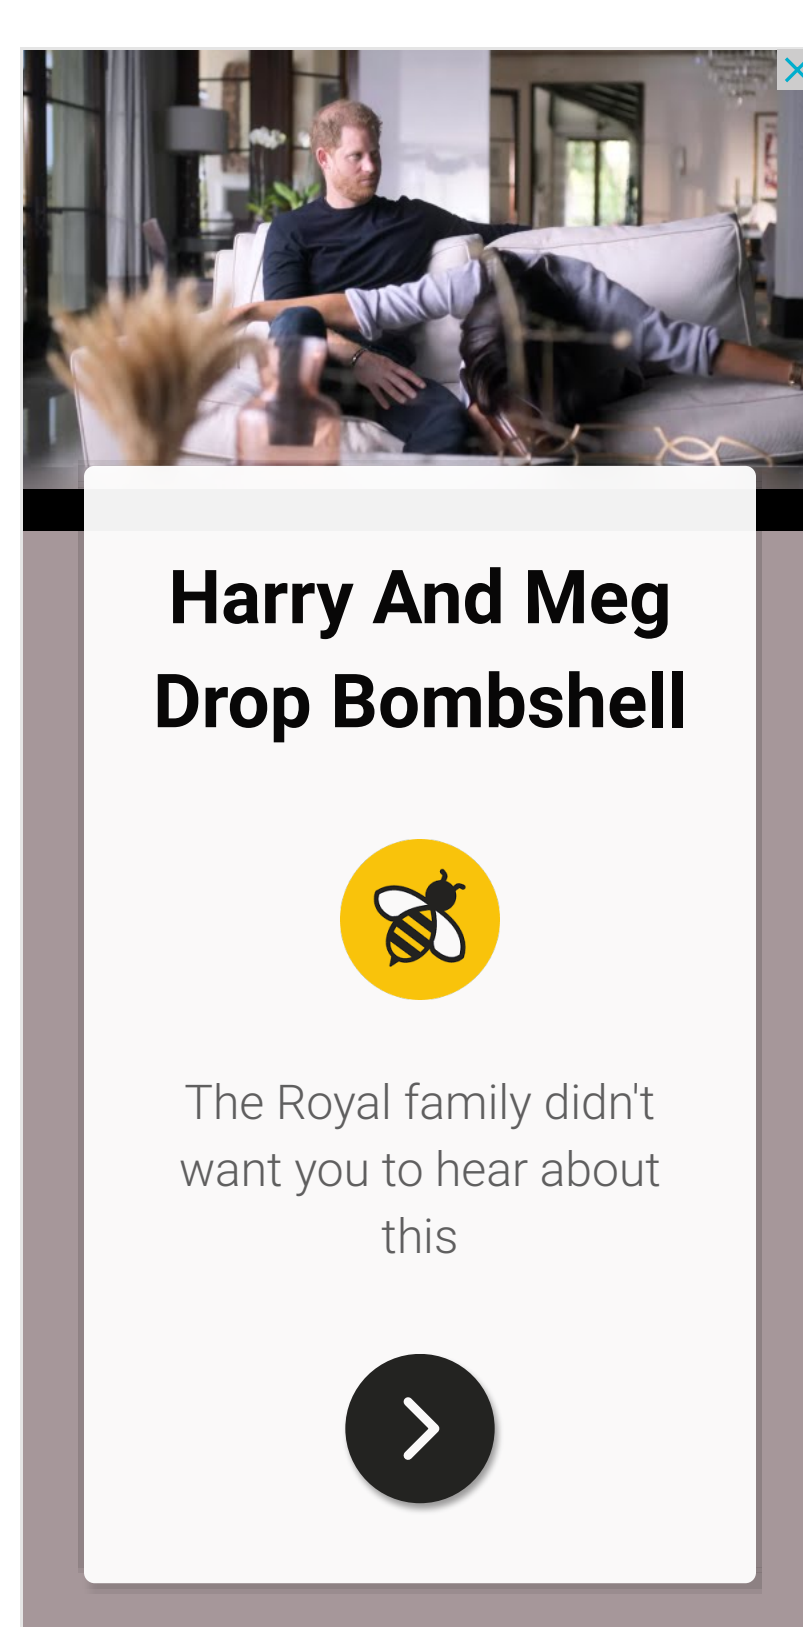 Harry And Meg
Drop Bombshell
The Royal family didn't
want you to hear about
this